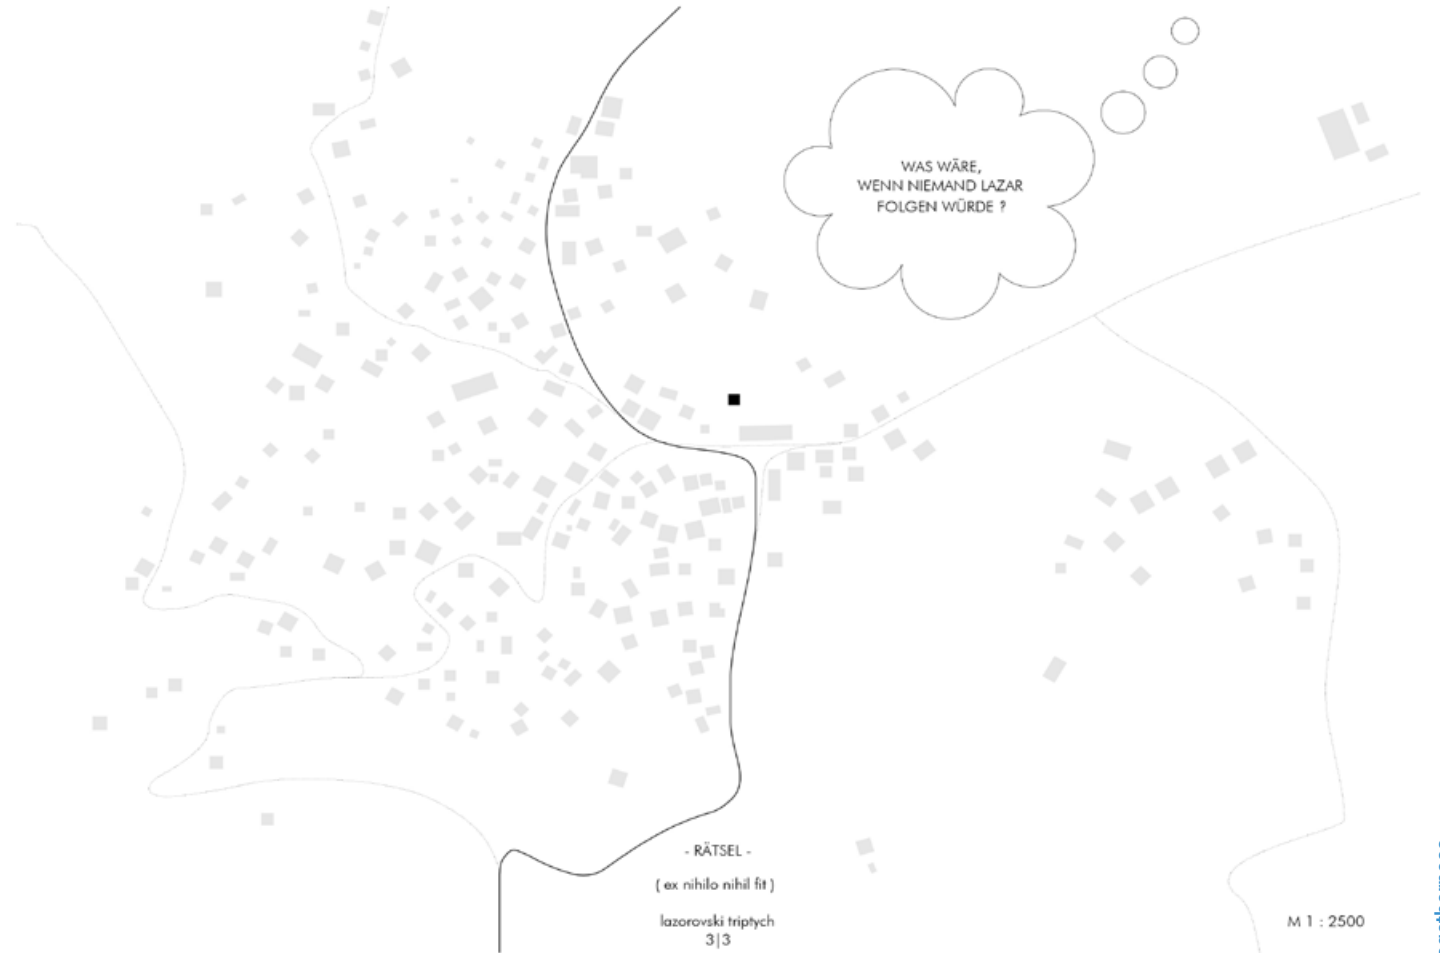 WAS WÄRE,
WENN NIEMAND LAZAR
FOLGEN WÜRDE ?
- RÄTSEL -
( ex nihilo nihil fit )
lazorovski triptych
3|3
M 1 : 2500